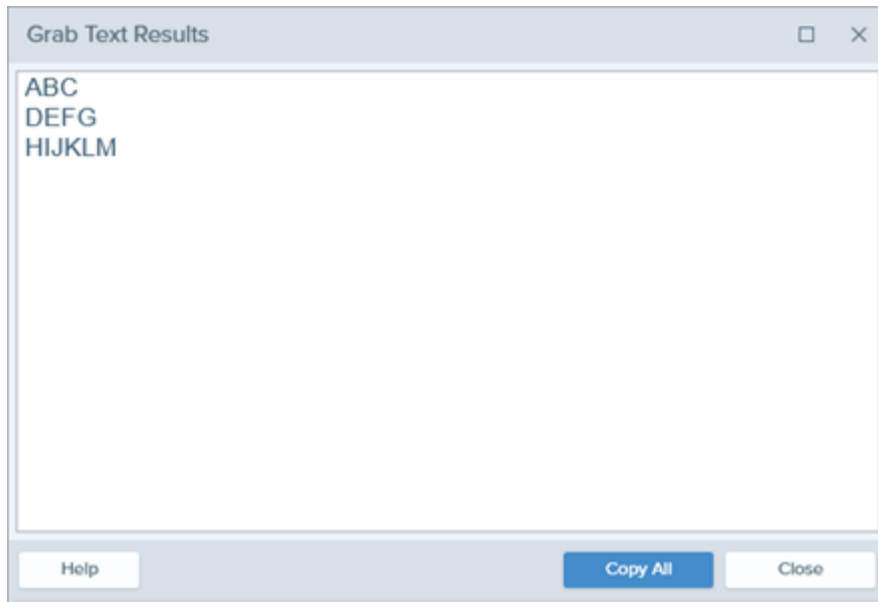 Grab Text Results
ABC
DEFG
HIJKLM
Help Copy All Close